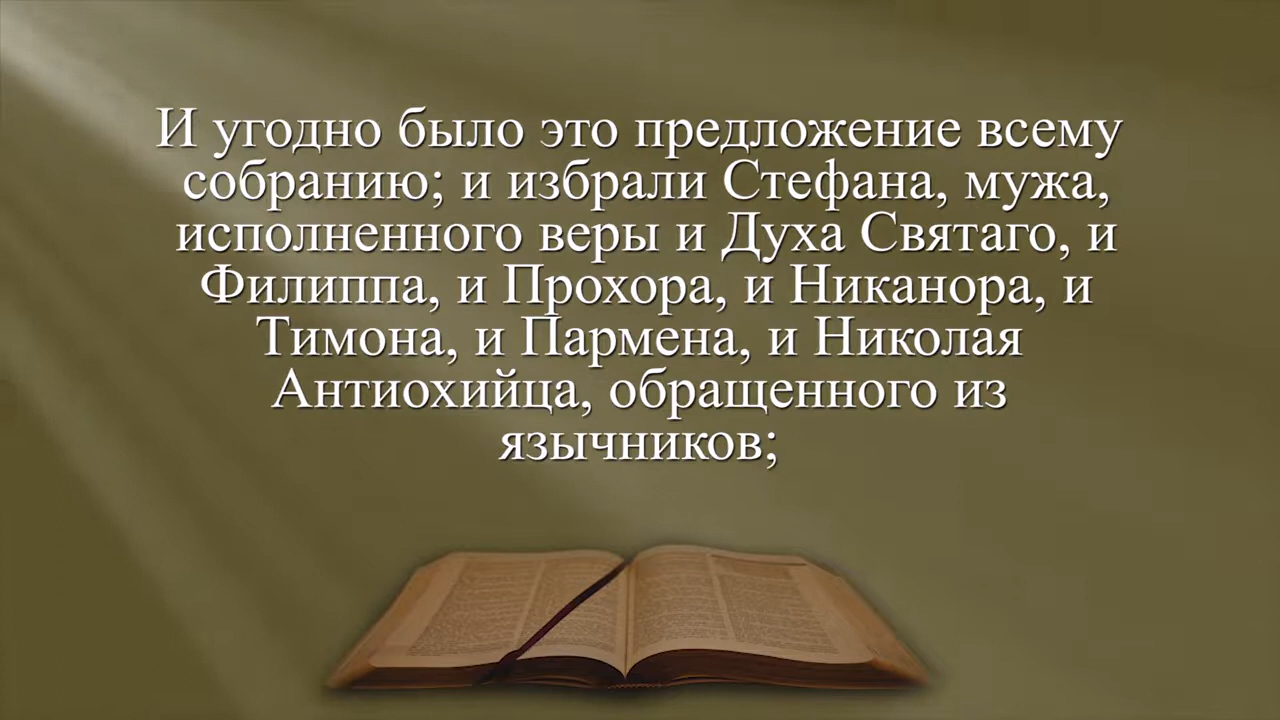 И угодно было это предложение всему
собранию; и избрали Стефана, мужа,
исполненного веры и Духа Святаго, и
Филиппа, и Прохора, и Никанора, и
Тимона, и Пармена, и Николая
Антиохийца, обращенного из
язычников;